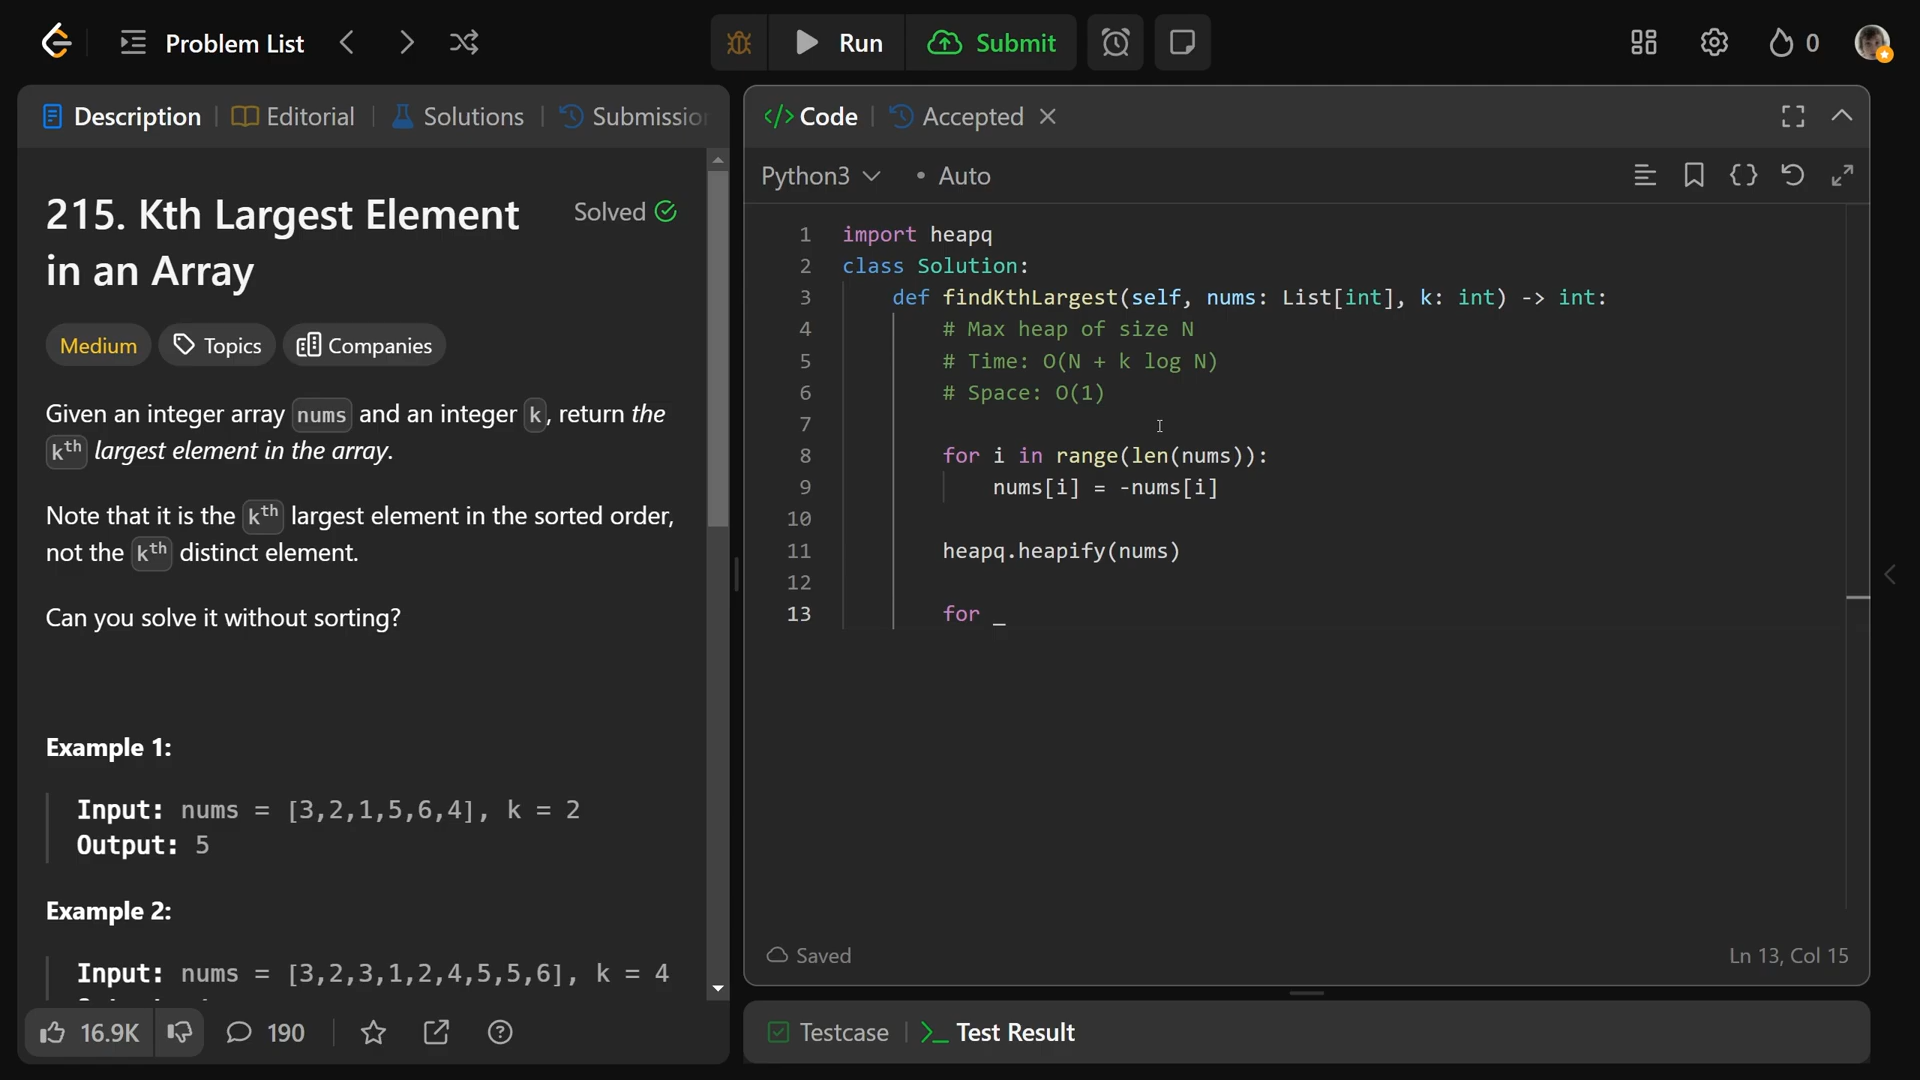 Problem List
Run
Submit
0
Description
Editorial
Solutions
Submission
215. Kth Largest Element
in an Array
Solved
Medium
Topics
Companies
Given an integer array nums and an integer k, return the
kth largest element in the array.
Note that it is the kth largest element in the sorted order,
not the kth distinct element.
Can you solve it without sorting?
Example 1:
Input: nums = [3,2,1,5,6,4], k = 2
Output: 5
Example 2:
Input: nums = [3,2,3,1,2,4,5,5,6], k = 4
16.9K
190
</> Code
Accepted
Python3
• Auto
1 import heapq
2 class Solution:
3 def findKthLargest(self, nums: List[int], k: int) -> int:
4 # Max heap of size N
5 # Time: O(N + k log N)
6 # Space: O(1)
7
8 for i in range(len(nums)):
9 nums[i] = -nums[i]
10
11 heapq.heapify(nums)
12
13 for _
Saved
Ln 13, Col 15
Testcase
>_ Test Result